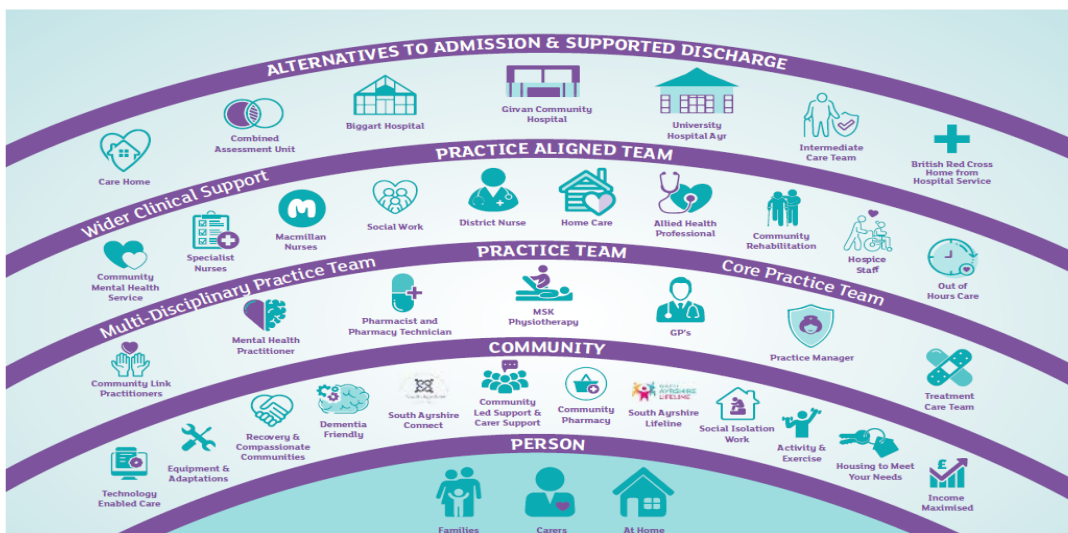 ALTERNATIVES TO ADMISSION & SUPPORTED DISCHARGE
Care Home
Combined
Assessment Unit
Biggart Hospital
Girvan Community
Hospital
University
Hospital Ayr
Intermediate
Care Team
British Red Cross
Home from
Hospital Service
Wider Clinical Support
PRACTICE ALIGNED TEAM
Community
Mental Health
Service
Specialist
Nurses
Macmillan
Nurses
Social Work
District Nurse
Home Care
Allied Health
Professional
Community
Rehabilitation
Hospice
Staff
Out of
Hours Care
Multi-Disciplinary Practice Team
PRACTICE TEAM
Core Practice Team
Community Link
Practitioners
Mental Health
Practitioner
Pharmacist and
Pharmacy Technician
MSK
Physiotherapy
GP's
Practice Manager
Treatment
Care Team
COMMUNITY
Technology
Enabled Care
Equipment &
Adaptations
Recovery &
Compassionate
Communities
Dementia
Friendly
South Ayrshire
Connect
Community
Led Support &
Carer Support
Community
Pharmacy
AYRSHIRE
LIFELINE
South Ayrshire
Lifeline
Social Isolation
Work
Activity &
Exercise
Housing to Meet
Your Needs
£
Income
Maximised
PERSON
Families
Carers
At Home